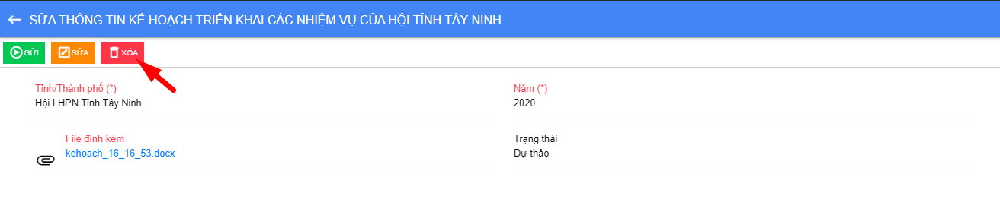 SỬA THÔNG TIN KẾ HOẠCH TRIỂN KHAI CÁC NHIỆM VỤ CỦA HỘI TỈNH TÂY NINH
GỬI SỬA XÓA
Tỉnh/Thành phố (*)
Hội LHPN Tỉnh Tây Ninh
Năm (*)
2020
File đính kèm
kehoach_16_16_53.docx
Trạng thái
Dự thảo